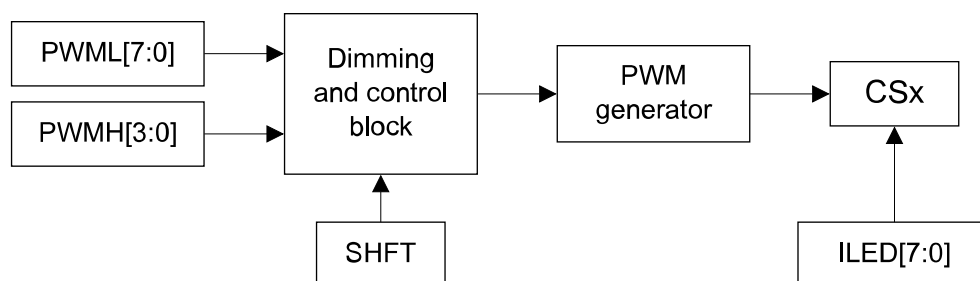 PWML[7:0]
PWMH[3:0]
Dimming
and control
block
PWM
generator
CSx
SHFT
ILED[7:0]